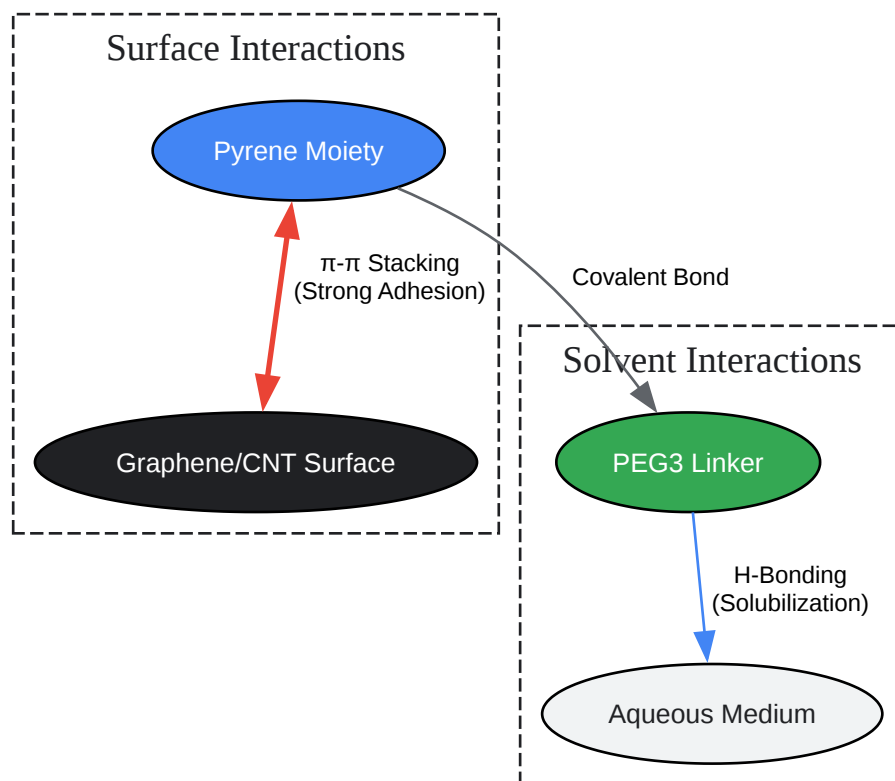 Surface Interactions
Pyrene Moiety
π-π Stacking
(Strong Adhesion)
Covalent Bond
Graphene/CNT Surface
Solvent Interactions
PEG3 Linker
H-Bonding
(Solubilization)
Aqueous Medium